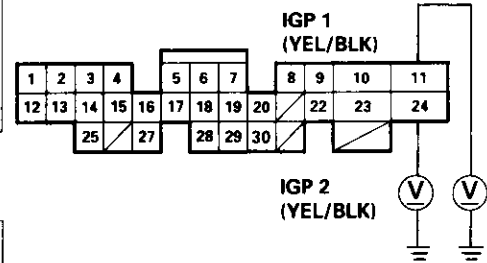 IGP 1
(YEL/BLK)
1 2 3 4 5 6 7 8 9 10 11
12 13 14 15 16 17 18 19 20 22 23 24
25 27 28 29 30
IGP 2
(YEL/BLK)
V V